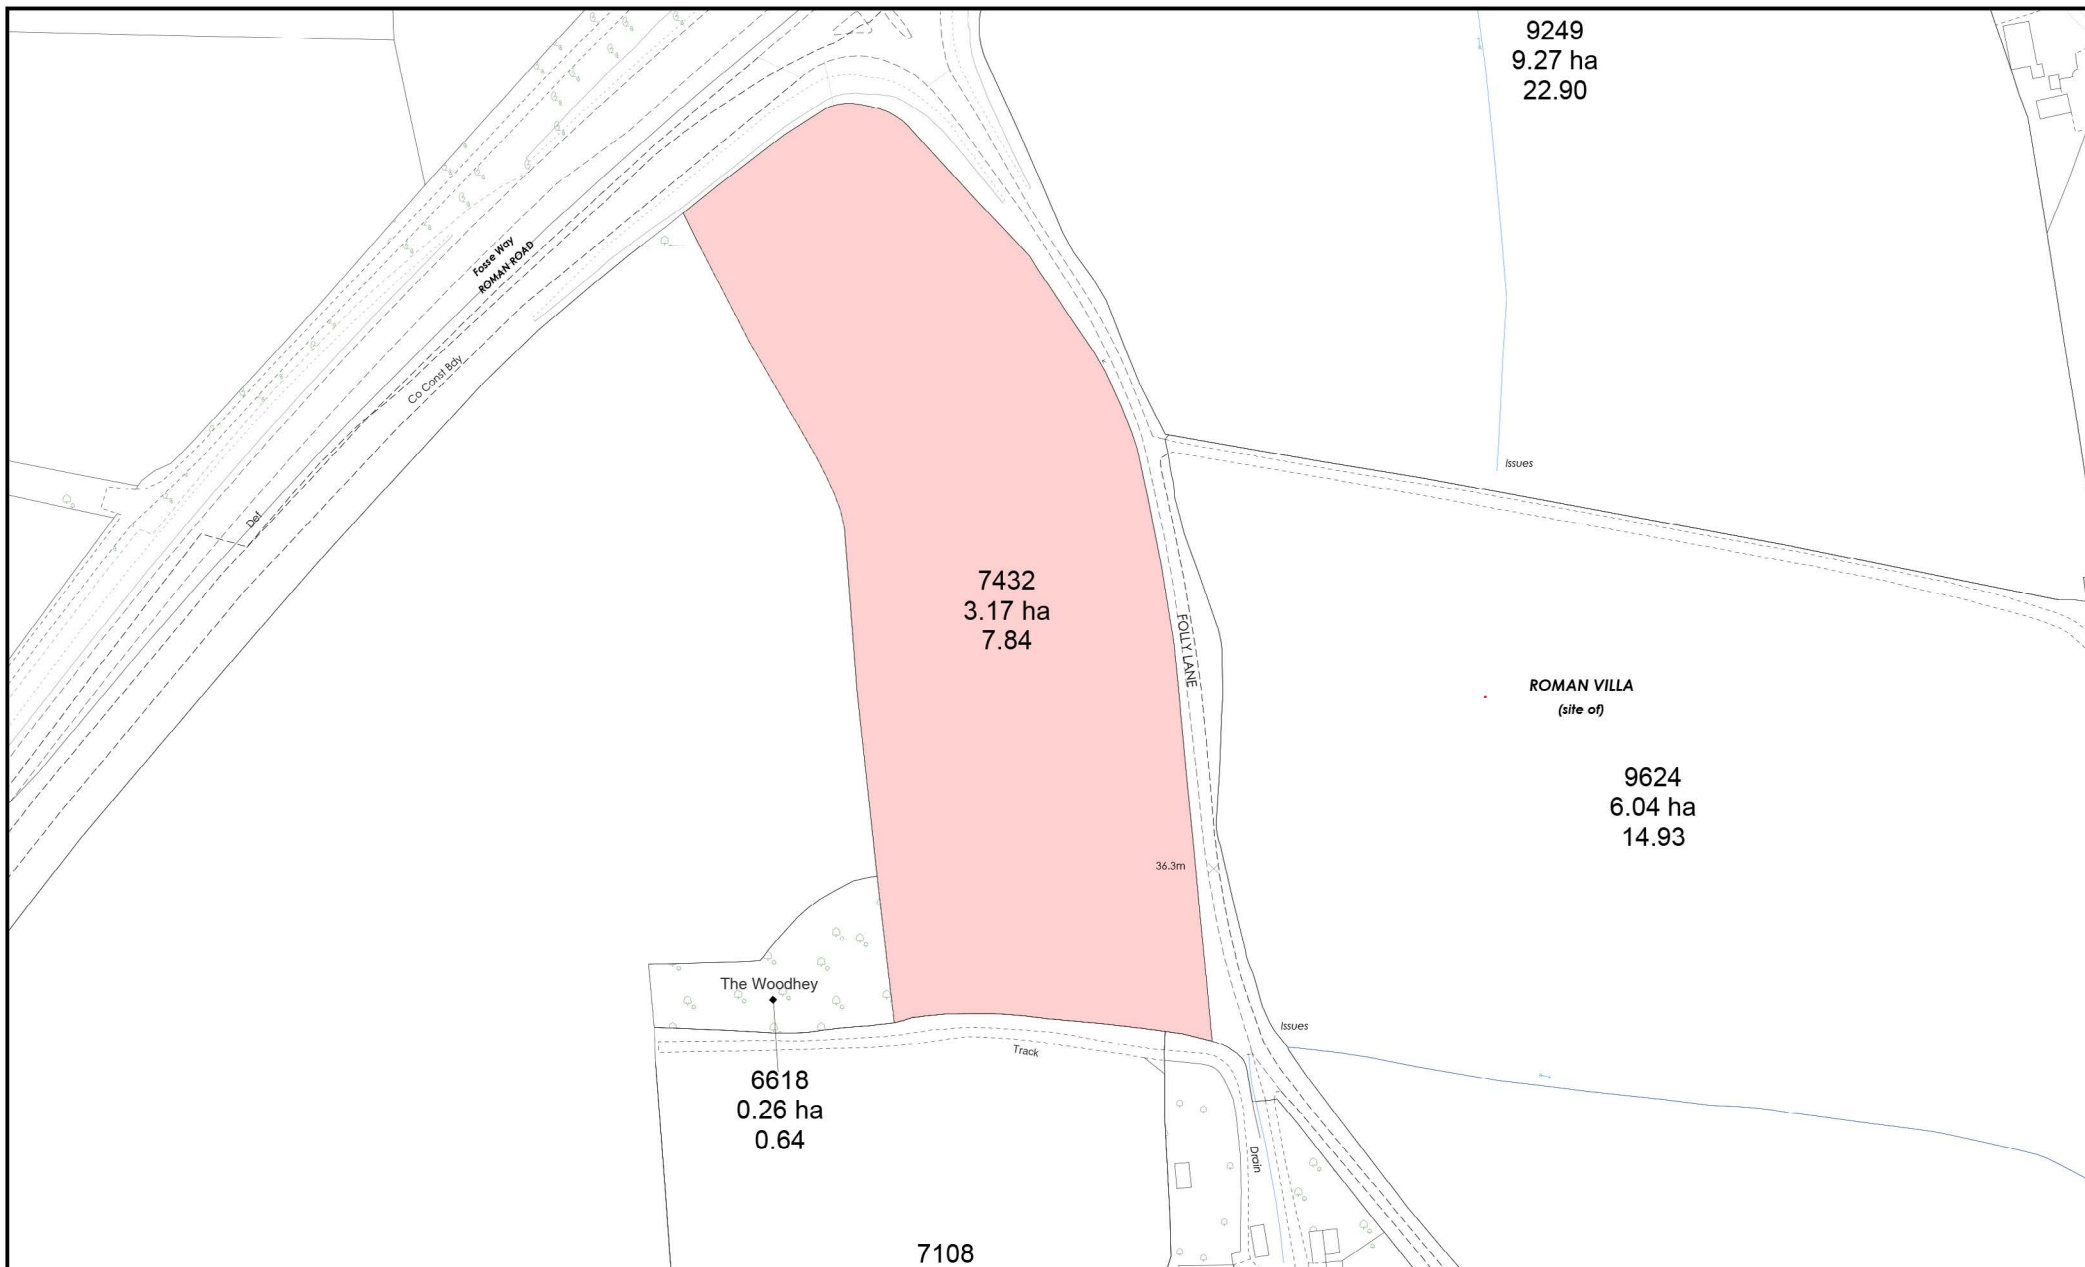 9249
9.27 ha
22.90
Fosse Way
ROMAN ROAD
Co Const Bdy
Issues
Def
7432
3.17 ha
7.84
FOLLY LANE
ROMAN VILLA
(site of)
9624
6.04 ha
14.93
36.3m
The Woodhey
Issues
Track
6618
0.26 ha
0.64
Drain
7108